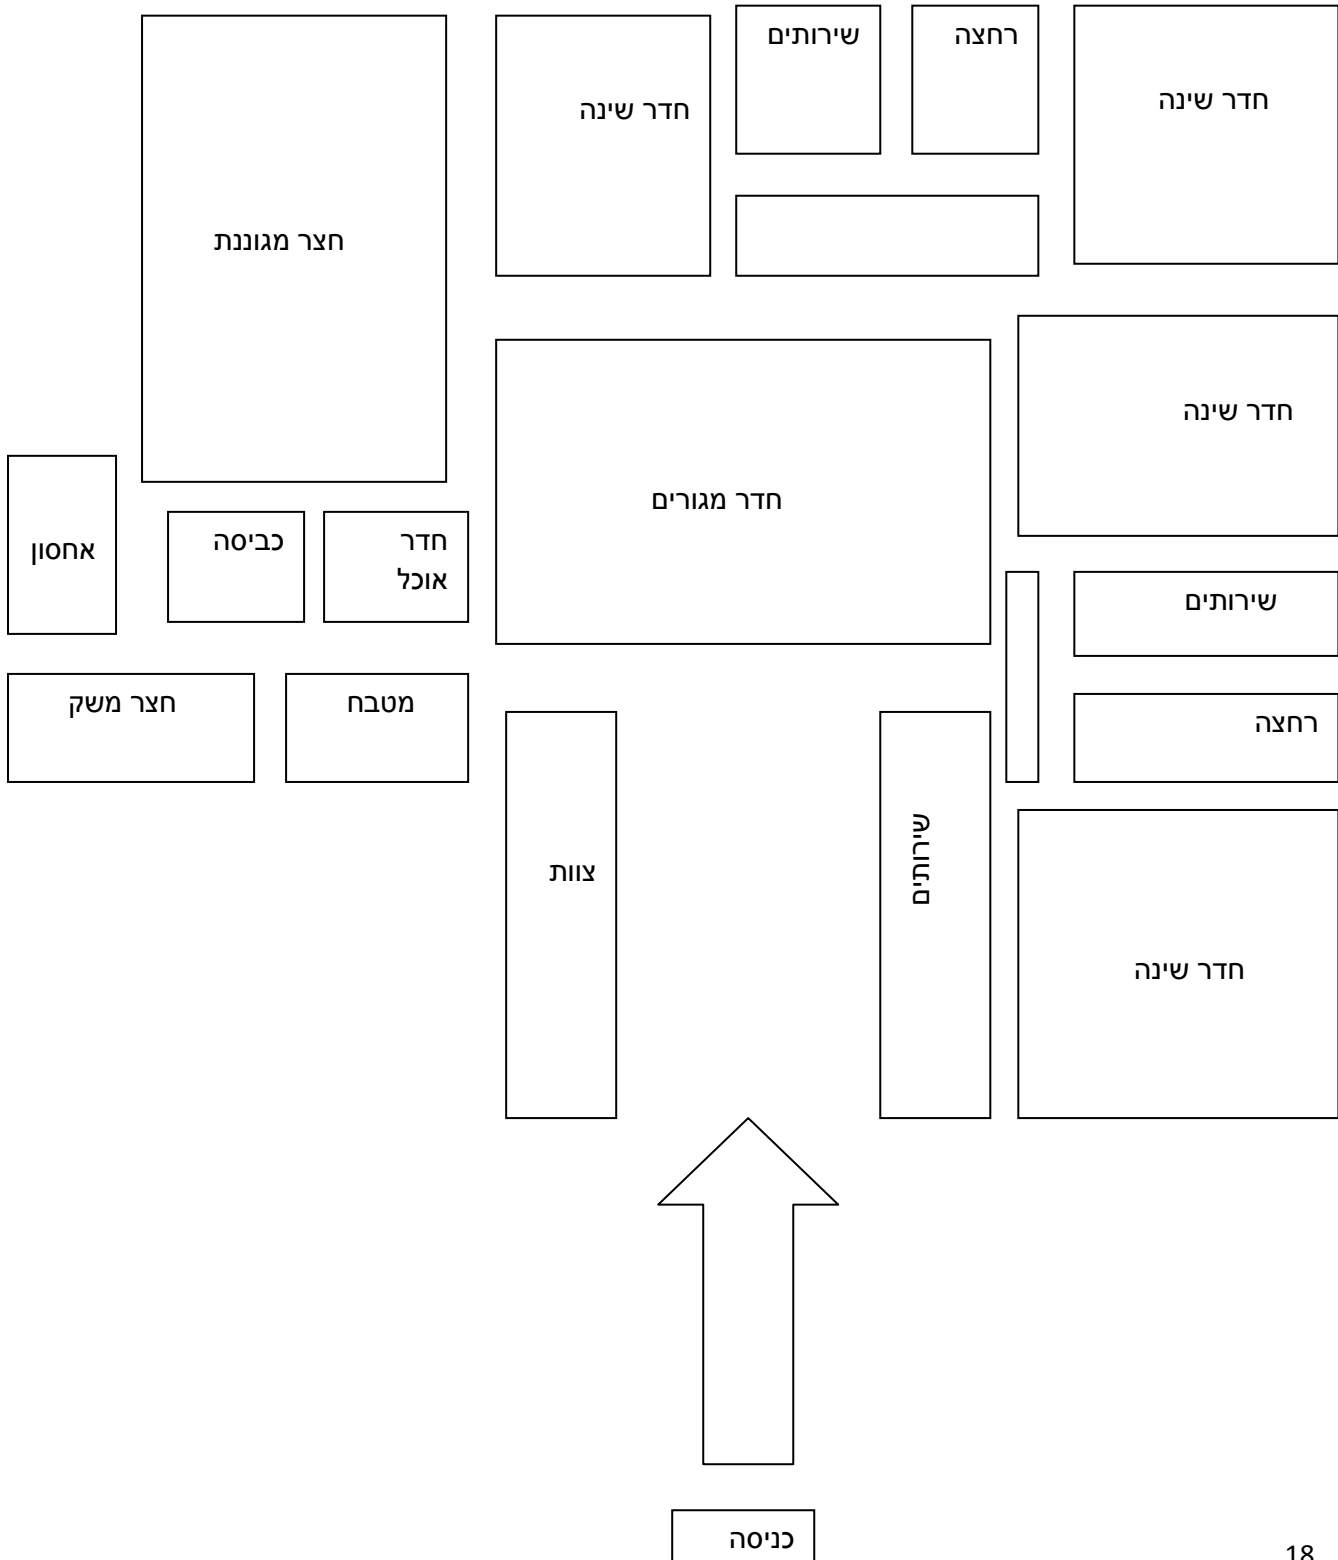 רחצה
שירותים
חדר שינה
חדר שינה
חצר מגוננת
חדר שינה
חדר מגורים
אחסון
כביסה
חדר
אוכל
שירותים
חצר משק
מטבח
רחצה
צוות
שירותים
חדר שינה
כניסה
18